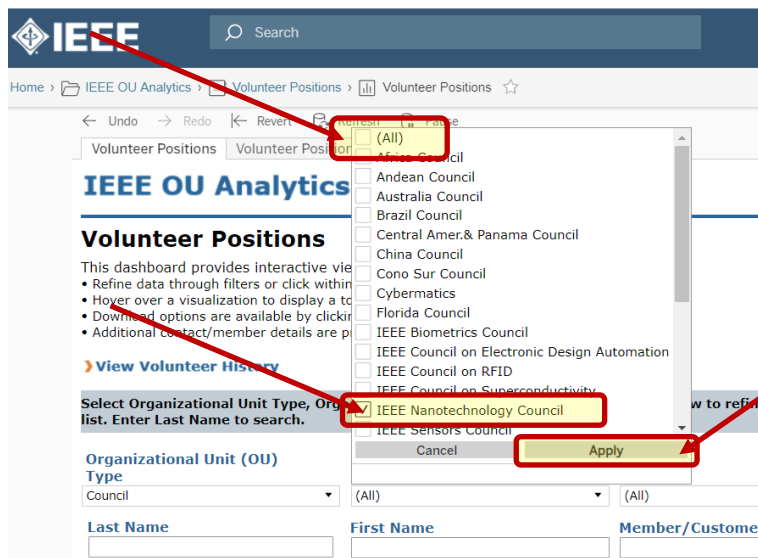 IEEE
Search
Home › IEEE OU Analytics › Volunteer Positions › Volunteer Positions
Undo Redo Revert Refresh Pause
Volunteer Positions Volunteer Position
IEEE OU Analytics
Volunteer Positions
This dashboard provides interactive vie
• Refine data through filters or click within
• Hover over a visualization to display a to
• Download options are available by clickin
• Additional contact/member details are p
View Volunteer History
Select Organizational Unit Type, Org w to refin
list. Enter Last Name to search.
(All)
Africa Council
Andean Council
Australia Council
Brazil Council
Central Amer.& Panama Council
China Council
Cono Sur Council
Cybermatics
Florida Council
IEEE Biometrics Council
IEEE Council on Electronic Design Automation
IEEE Council on RFID
IEEE Council on Superconductivity
IEEE Nanotechnology Council
IEEE Sensors Council
Cancel Apply
Organizational Unit (OU)
Type
Council (All) (All)
Last Name First Name Member/Custome